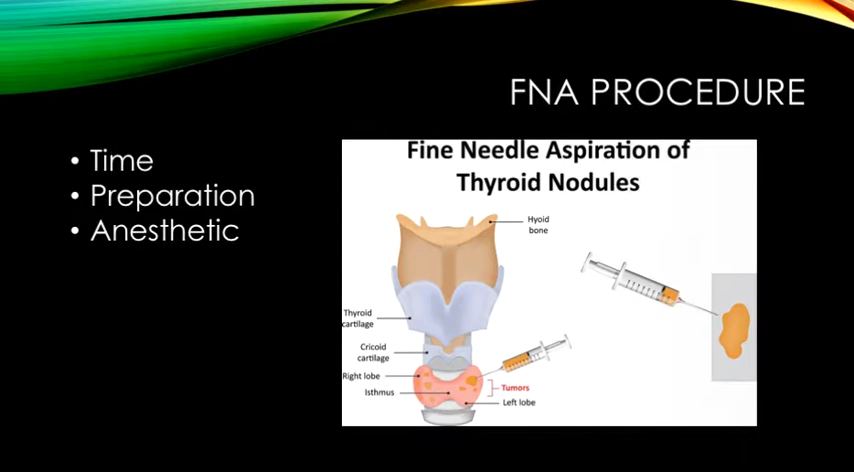 FNA PROCEDURE
• Time
• Preparation
• Anesthetic
Fine Needle Aspiration of
Thyroid Nodules
Hyoid
bone
Thyroid
cartilage
Cricoid
cartilage
Right lobe
Isthmus
Tumors
Left lobe